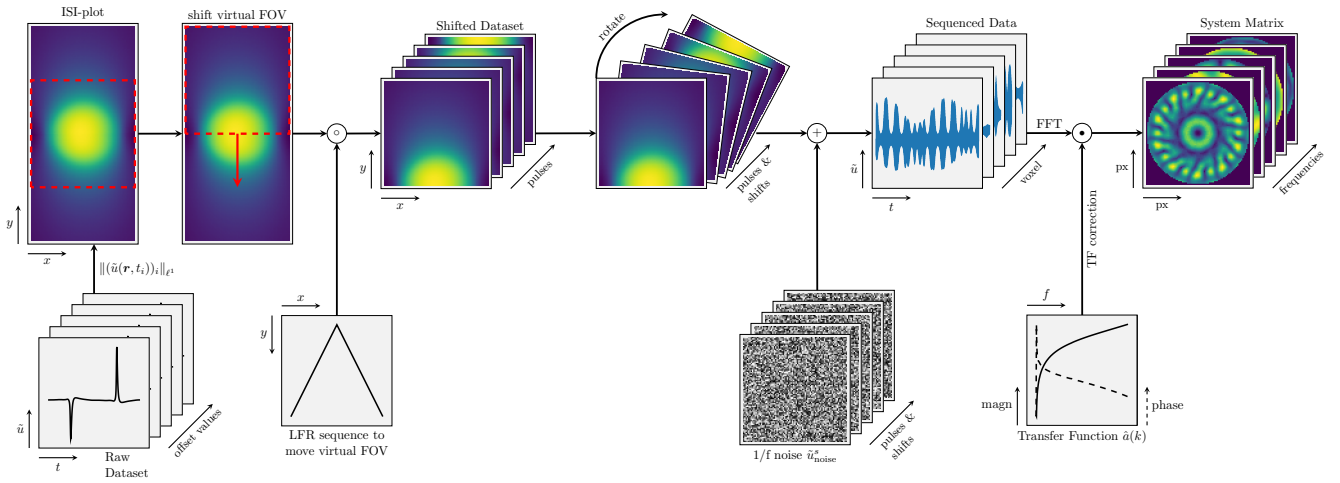 ISI-plot
shift virtual FOV
Shifted Dataset
rotate
Sequenced Data
System Matrix
y
x
y
x
pulses
pulses &
shifts
∘
+
ũ
t
voxel
FFT
•
px
px
frequencies
‖(ũ(r, t_i))_i‖_ℓ¹
x
y
TF correction
f
ũ
t
offset values
Raw
Dataset
LFR sequence to
move virtual FOV
pulses &
shifts
1/f noise ũ^s_noise
magn
phase
Transfer Function â(k)